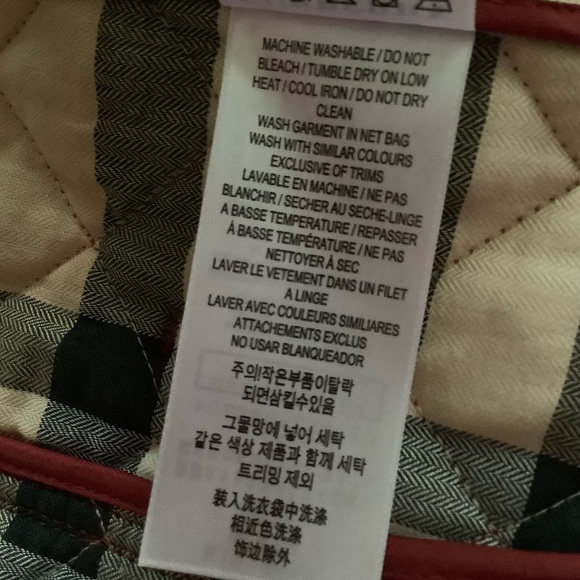 MACHINE WASHABLE / DO NOT
BLEACH / TUMBLE DRY ON LOW
HEAT / COOL IRON / DO NOT DRY
CLEAN
WASH GARMENT IN NET BAG
WASH WITH SIMILAR COLOURS
EXCLUSIVE OF TRIMS
LAVABLE EN MACHINE / NE PAS
BLANCHIR / SECHER AU SECHE-LINGE
A BASSE TEMPERATURE / REPASSER
À BASSE TEMPÉRATURE / NE PAS
NETTOYER À SEC
LAVER LE VETEMENT DANS UN FILET
A LINGE
LAVER AVEC COULEURS SIMILIARES
ATTACHEMENTS EXCLUS
NO USAR BLANQUEADOR
주의!작은부품이탈락
되면삼킬수있음
그물망에 넣어 세탁
같은 색상 제품과 함께 세탁
트리밍 제외
装入洗衣袋中洗涤
相近色洗涤
饰边除外